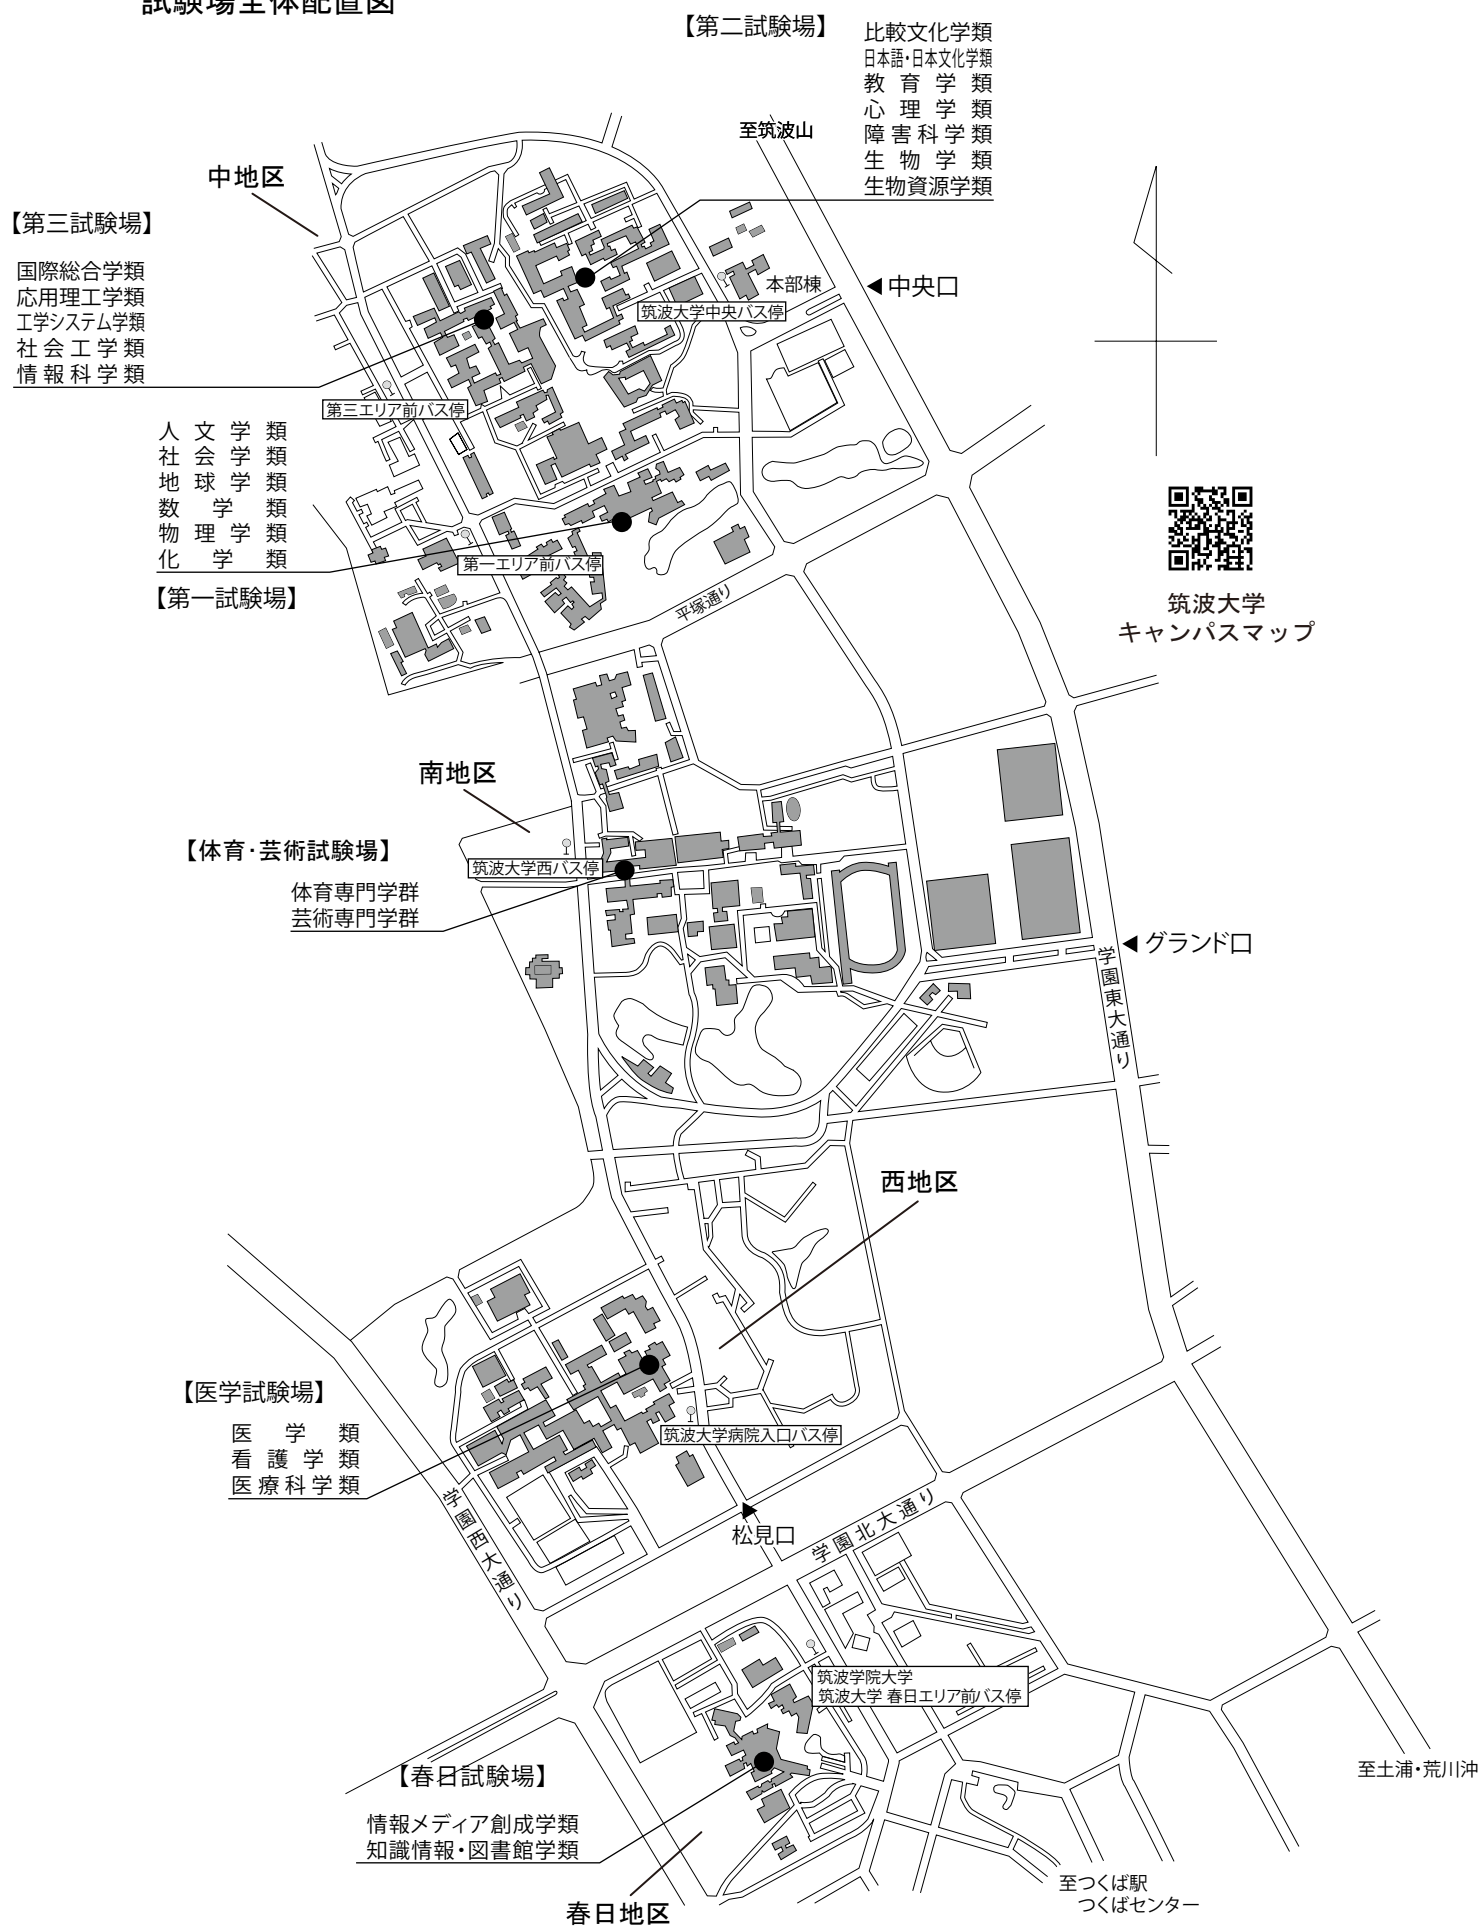 試験場全体配置図
【第二試験場】
比較文化学類
日本語・日本文化学類
教育学類
心理学類
障害科学類
生物学類
生物資源学類
至筑波山
中地区
【第三試験場】
国際総合学類
応用理工学類
工学システム学類
社会工学類
情報科学類
本部棟
中央口
筑波大学中央バス停
第三エリア前バス停
人文学類
社会学類
地球学類
数学類
物理学類
化学類
【第一試験場】
第一エリア前バス停
平塚通り
筑波大学
キャンパスマップ
南地区
【体育・芸術試験場】
体育専門学群
芸術専門学群
筑波大学西バス停
グランド口
学園東大通り
西地区
【医学試験場】
医学類
看護学類
医療科学類
筑波大学病院入口バス停
松見口
学園西大通り
学園北大通り
筑波学院大学
筑波大学 春日エリア前バス停
【春日試験場】
情報メディア創成学類
知識情報・図書館学類
春日地区
至土浦・荒川沖
至つくば駅
つくばセンター